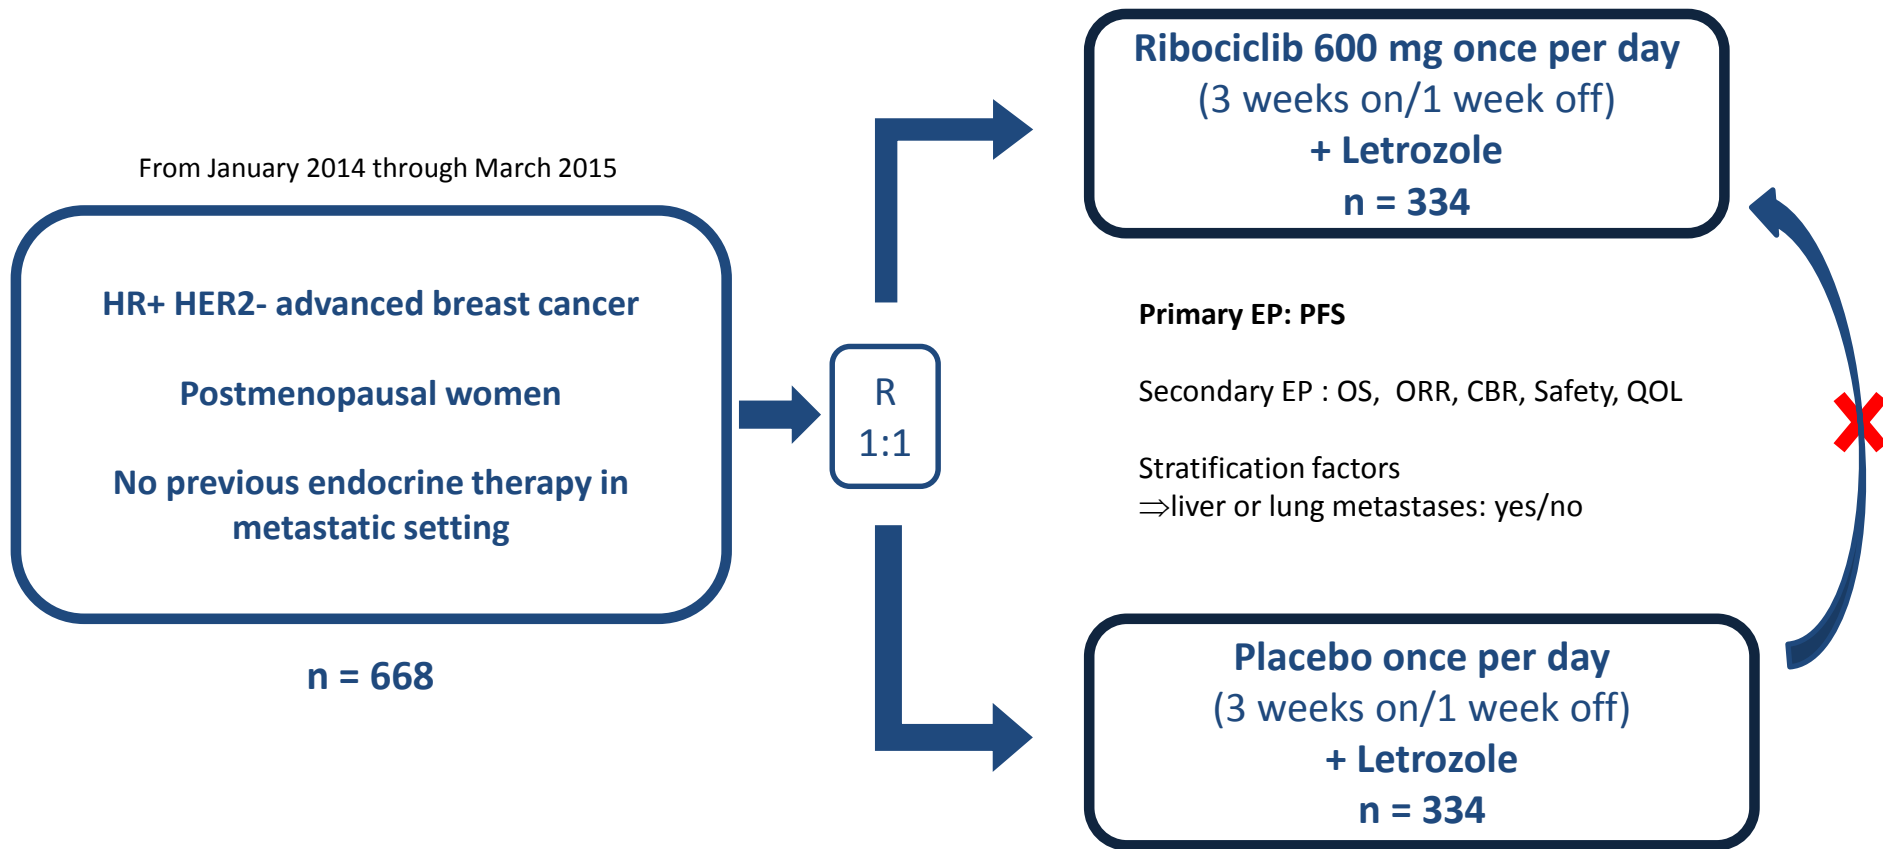 From January 2014 through March 2015
HR+ HER2- advanced breast cancer
Postmenopausal women
No previous endocrine therapy in
metastatic setting
n = 668
R
1:1
Ribociclib 600 mg once per day
(3 weeks on/1 week off)
+ Letrozole
n = 334
Primary EP: PFS
Secondary EP : OS, ORR, CBR, Safety, QOL
Stratification factors
⇒liver or lung metastases: yes/no
Placebo once per day
(3 weeks on/1 week off)
+ Letrozole
n = 334